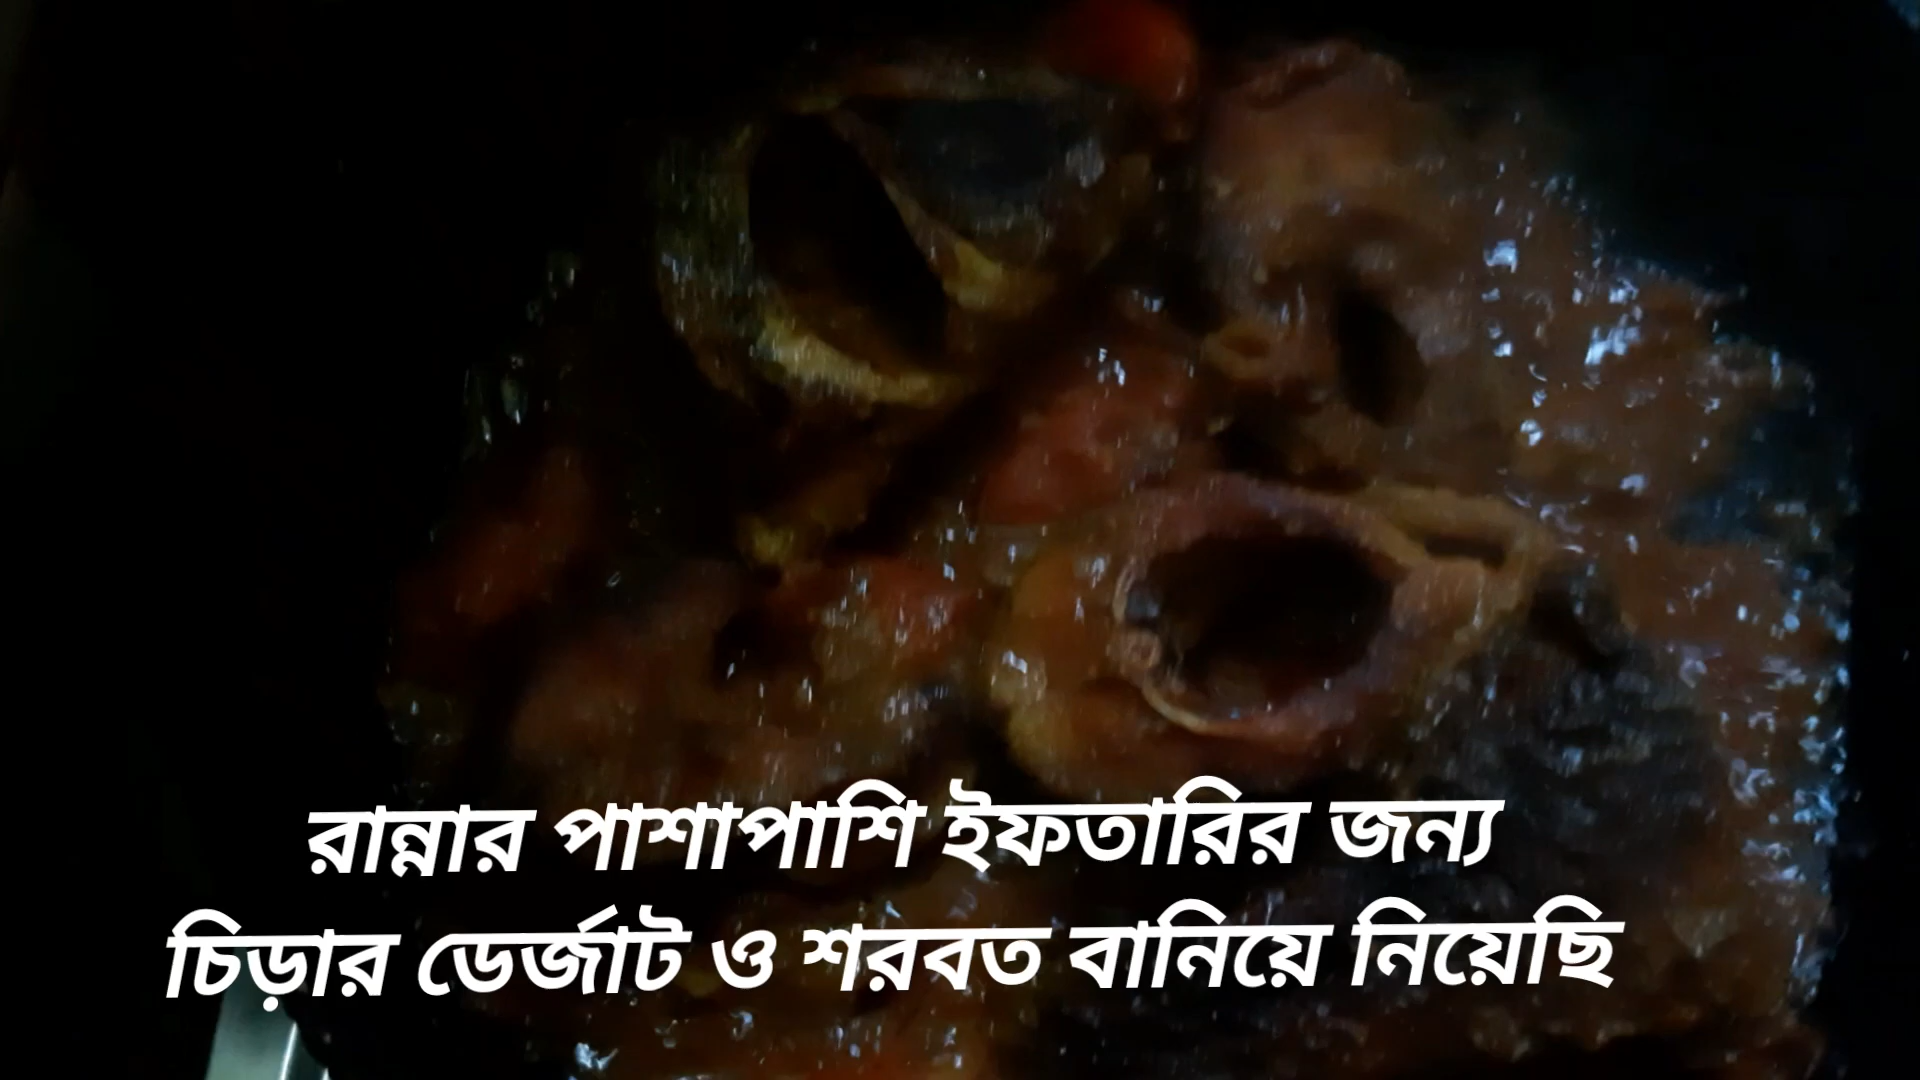 রান্নার পাশাপাশি ইফতারির জন্য
চিড়ার ডের্জাট ও শরবত বানিয়ে নিয়েছি